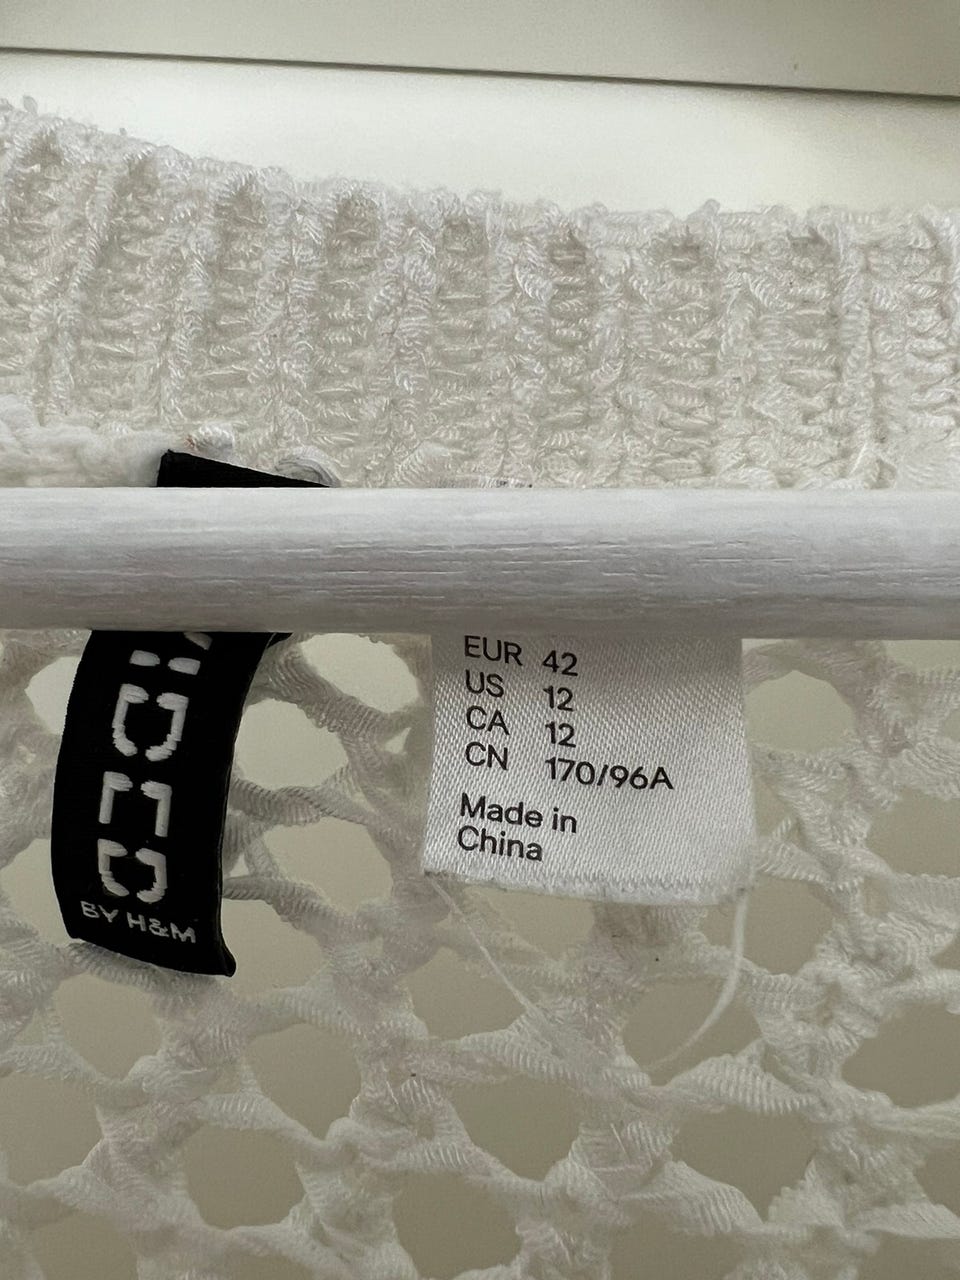 BY H&M
EUR 42
US 12
CA 12
CN 170/96A
Made in
China